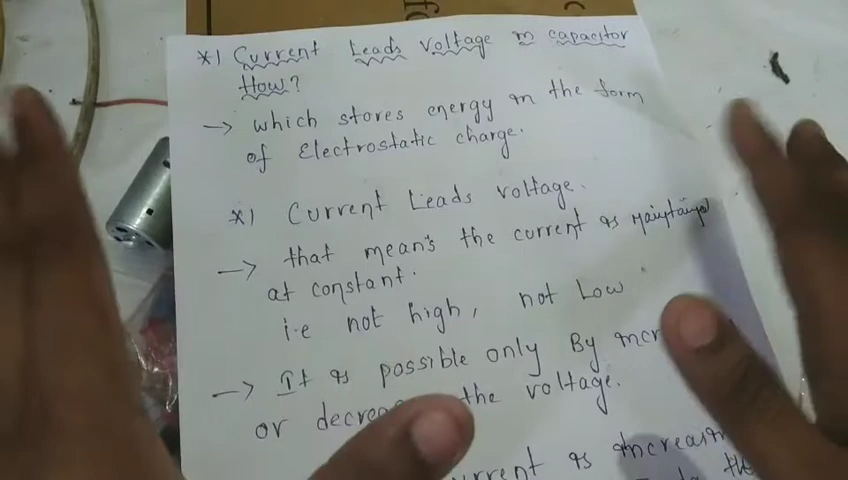 *1 Current Leads Voltage in capacitor
How?
→ which stores energy in the form
of Electrostatic charge.
*1 Current Leads voltage.
→ that mean's the current is Maintained
at constant.
i.e not high, not Low
→ It is possible only By
or the voltage.
is